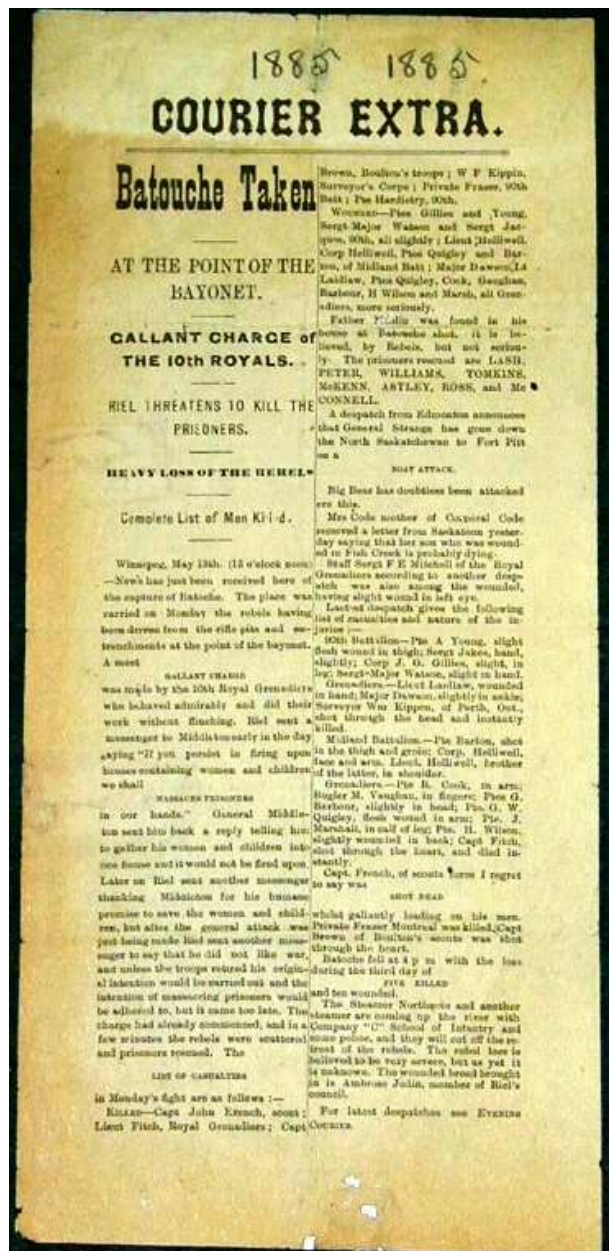 1885 1885
COURIER EXTRA.
Batouche Taken
AT THE POINT OF THE
BAYONET.
GALLANT CHARGE of
THE 10th ROYALS.
RIEL THREATENS TO KILL THE
PRISONERS.
HEAVY LOSS OF THE REBELS
Complete List of Men Killed.
Winnipeg, May 13th. (12 o'clock noon)
—News has just been received here of
the capture of Batoche. The place was
carried on Monday the rebels having
been driven from the rifle pits and en-
trenchments at the point of the bayonet.
A most
GALLANT CHARGE
was made by the 10th Royal Grenadiers
who behaved admirably and did their
work without flinching. Riel sent a
messenger to Middleton early in the day
saying "If you persist in firing upon
houses containing women and children
we shall
MASSACRE PRISONERS
in our hands." General Middle-
ton sent him back a reply telling him
to gather his women and children into
one house and it would not be fired upon
Later on Riel sent another messenger
thanking for his humane
promise to save the women and child-
ren, but after the general attack was
just being made Riel sent another mess-
enger to say that he did not like war,
and unless the troops retired his origin-
al intention would be carried out and the
intention of massacring prisoners would
be adhered to, but it came too late. The
charge had already commenced, and in a
few minutes the rebels were scattered
and prisoners rescued. The
LIST OF CASUALTIES
in Monday's fight are as follows :—
KILLED—Capt John French, scout ;
Lieut Fitch, Royal Grenadiers ; Capt
Brown, Boulton's troops ; W F Kippin,
Surveyor's Corps ; Private Fraser, 90th
Batt ; Pte Hardistry, 90th.
WOUNDED—Ptes Gillies and Young,
Sergt-Major Watson and Sergt Jac-
ques, 90th, all slightly ; Lieut Helliwell,
Corp Helliwell, Ptes Quigley and Bar-
ton, of Midland Batt ; Major Dawson, Lt
Laidlaw, Ptes Quigley, Cook, Gaughan,
Barbour, H Wilson and Marsh, all Gren-
adiers, more seriously.
Father was found in his
house at Batoche shot, it is be-
lieved, by Rebels, but not serious-
ly. The prisoners rescued are LASH,
PETER, WILLIAMS, TOMKINS,
McKENN, ASTLEY, ROSS, and Mc
CONNELL.
A despatch from Edmonton announces
that General Strange has gone down
the North Saskatchewan to Fort Pitt
on a
BOAT ATTACK.
Big Bear has doubtless been attacked
ere this.
Mrs Code mother of Corporal Code
received a letter from Saskatoon yester-
day saying that her son who was wound-
ed in Fish Creek is probably dying.
Staff Sergt F E Mitchell of the Royal
Grenadiers according to another desp-
atch was also among the wounded,
having slight wound in left eye.
Lastest despatch gives the following
list of casualties and nature of the in-
juries :—
90th Battalion—Pte A Young, slight
flesh wound in thigh; Sergt Jakes, hand,
slightly; Corp J. G. Gillies, slight, in
leg; Sergt-Major Watson, slight in hand.
Grenadiers—Lieut Laidlaw, wounded
in hand; Major Dawson, slightly in ankle;
Surveyor Wm Kippen, of Perth, Ont.,
shot through the head and instantly
killed.
Midland Battalion—Pte Barton, shot
in the thigh and groin; Corp. Helliwell,
face and arm. Lieut. Helliwell, brother
of the latter, in shoulder.
Grenadiers—Pte R. Cook, in arm;
Bugler M. Vaughan, in fingers; Ptes G.
Barbour, slightly in head; Pte. G. W.
Quigley, flesh wound in arm; Pte. J.
Marshall, in calf of leg; Pte. H. Wilson,
slightly wounded in back; Capt Fitch,
shot through the heart, and died in-
stantly.
Capt. French, of scouts force I regret
to say was
SHOT DEAD
whilst gallantly leading on his men.
Private Fraser Montreal was killed, Capt
Brown of Boulton's scouts was shot
through the heart.
Batoche fell at 4 p m with the loss
during the third day of
FIVE KILLED
and ten wounded.
The Steamer Northcote and another
steamer are coming up the river with
Company "C" School of Infantry and
some police, and they will cut off the re-
treat of the rebels. The rebel loss is
believed to be very severe, but as yet it
is unknown. The wounded breed brought
in is Ambrose Julin, member of Riel's
council.
For latest despatches see EVENING
COURIER